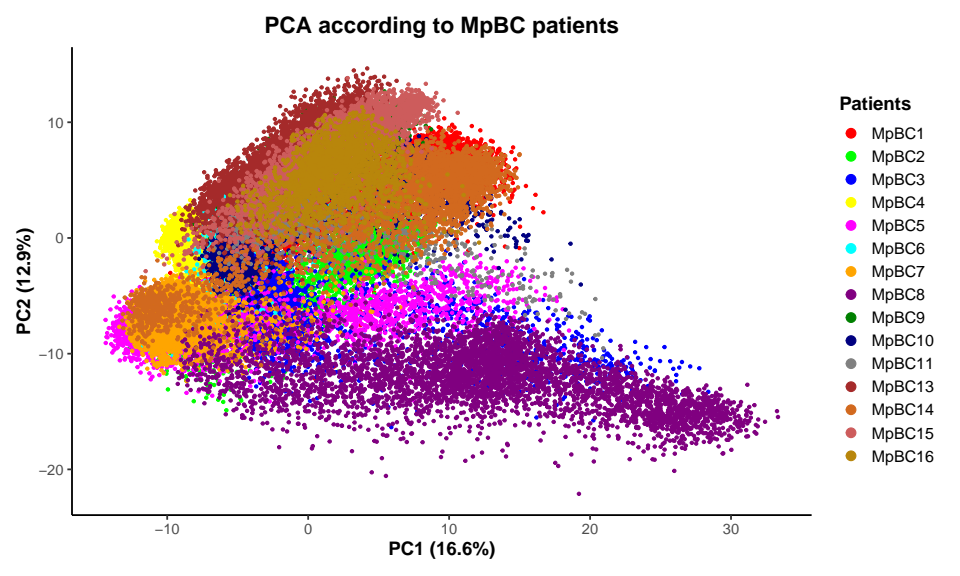 PCA according to MpBC patients
PC2 (12.9%)
10
0
−10
−20
−10
0
10
20
30
PC1 (16.6%)
Patients
MpBC1
MpBC2
MpBC3
MpBC4
MpBC5
MpBC6
MpBC7
MpBC8
MpBC9
MpBC10
MpBC11
MpBC13
MpBC14
MpBC15
MpBC16